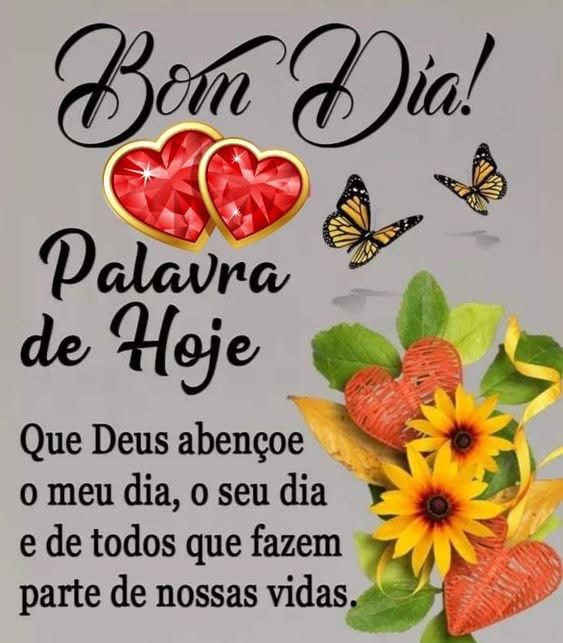 Bom Dia!
Palavra
de Hoje
Que Deus abençoe
o meu dia, o seu dia
e de todos que fazem
parte de nossas vidas.